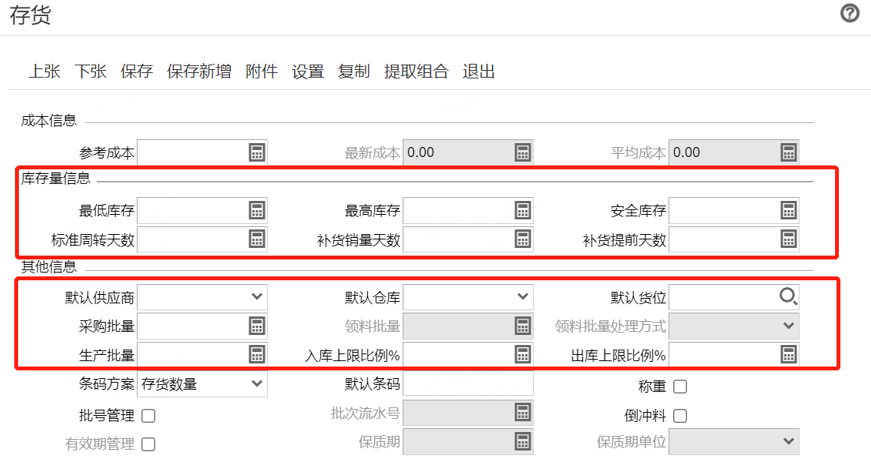 存货
上张 下张 保存 保存新增 附件 设置 复制 提取组合 退出
成本信息
参考成本 最新成本 0.00 平均成本 0.00
库存量信息
最低库存 最高库存 安全库存
标准周转天数 补货销量天数 补货提前天数
其他信息
默认供应商 默认仓库 默认货位
采购批量 领料批量 领料批量处理方式
生产批量 入库上限比例% 出库上限比例%
条码方案 存货数量 默认条码 称重
批号管理 批次流水号 倒冲料
有效期管理 保质期 保质期单位